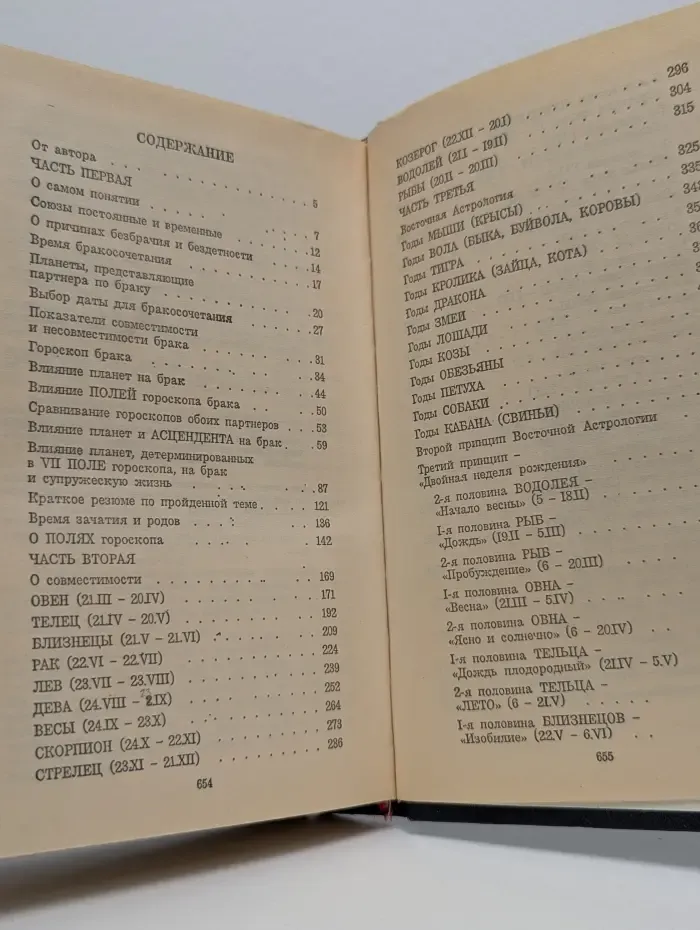 СОДЕРЖАНИЕ
От автора . . . . . . . . . . . . . 5
ЧАСТЬ ПЕРВАЯ
О самом понятии . . . . . . . . . 7
Союзы постоянные и временные . . . 12
О причинах безбрачия и бездетности . . . 14
Время бракосочетания . . . . . . . 17
Планеты, представляющие
партнера по браку . . . . . . . . 20
Выбор даты для бракосочетания . . . 27
Показатели совместимости
и несовместимости брака . . . . . 31
Гороскоп брака . . . . . . . . . 34
Влияние планет на брак . . . . . 44
Влияние ПОЛЕЙ гороскопа брака . . . 50
Сравнивание гороскопов обоих партнеров . . . 53
Влияние планет и АСЦЕНДЕНТА на брак . . . 59
Влияние планет, детерминированных
в VII ПОЛЕ гороскопа, на брак
и супружескую жизнь . . . . . 87
Краткое резюме по пройденной теме . . . 121
Время зачатия и родов . . . . 136
О ПОЛЯХ гороскопа . . . . . . 142
ЧАСТЬ ВТОРАЯ
О совместимости . . . . . . . 169
ОВЕН (21.III – 20.IV) . . . . . 171
ТЕЛЕЦ (21.IV – 20.V) . . . . . 192
БЛИЗНЕЦЫ (21.V – 21.VI) . . . . . 209
РАК (22.VI – 22.VII) . . . . . 224
ЛЕВ (23.VII – 23.VIII) . . . . . 239
ДЕВА (24.VIII – 23.IX) . . . . . 252
ВЕСЫ (24.IX – 23.X) . . . . . 264
СКОРПИОН (24.X – 22.XI) . . . . . 273
СТРЕЛЕЦ (23.XI – 21.XII) . . . . . 286
654
КОЗЕРОГ (22.XII – 20.I) . . . . . 296
ВОДОЛЕЙ (21.I – 19.II) . . . . . 304
РЫБЫ (20.II – 20.III) . . . . . 315
ЧАСТЬ ТРЕТЬЯ
Восточная Астрология . . . . . 325
Годы МЫШИ (КРЫСЫ) . . . . . 335
Годы ВОЛА (БЫКА, БУЙВОЛА, КОРОВЫ)
Годы ТИГРА . . . . .
Годы КРОЛИКА (ЗАЙЦА, КОТА)
Годы ДРАКОНА . . . . .
Годы ЗМЕИ . . . . .
Годы ЛОШАДИ . . . . .
Годы КОЗЫ . . . . .
Годы ОБЕЗЬЯНЫ . . . . .
Годы ПЕТУХА . . . . .
Годы СОБАКИ . . . . .
Годы КАБАНА (СВИНЬИ) . . . . .
Второй принцип Восточной Астрологии
Третий принцип –
«Двойная неделя рождения» . . . . .
2-я половина ВОДОЛЕЯ –
«Начало весны» (5 – 18.II) . . . . .
I-я половина РЫБ –
«Дождь» (19.II – 5.III) . . . . .
2-я половина РЫБ –
«Пробуждение» (6 – 20.III) . . . . .
I-я половина ОВНА –
«Весна» (21.III – 5.IV) . . . . .
2-я половина ОВНА –
«Ясно и солнечно» (6 – 20.IV) . . .
I-я половина ТЕЛЬЦА –
«Дождь плодородный» (21.IV – 5.V)
2-я половина ТЕЛЬЦА –
«ЛЕТО» (6 – 21.V) . . . . .
I-я половина БЛИЗНЕЦОВ –
«Изобилие» (22.V – 6.VI) . .
655